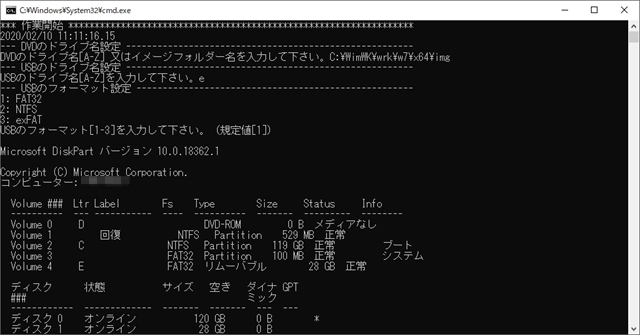 C:¥Windows¥System32¥cmd.exe
*** 作業開始 ***********************************************************
2020/02/10 11:11:16.15
--- DVDのドライブ名設定 ------------------------------------------------
DVDのドライブ名[A-Z] 又はイメージフォルダー名を入力して下さい。C:¥WimWK¥wrk¥w7¥x64¥img
--- USBのドライブ名設定 ------------------------------------------------
USBのドライブ名[A-Z]を入力して下さい。e
--- USBのフォーマット設定 ----------------------------------------------
1: FAT32
2: NTFS
3: exFAT
USBのフォーマット[1-3]を入力して下さい。 (規定値[1])
Microsoft DiskPart バージョン 10.0.18362.1
Copyright (C) Microsoft Corporation.
コンピューター:
Volume ### Ltr Label Fs Type Size Status Info
---------- --- ----------- ----- ---------- ------- --------- --------
Volume 0 D DVD-ROM 0 B メディアなし
Volume 1 回復 NTFS Partition 529 MB 正常
Volume 2 C NTFS Partition 119 GB 正常 ブート
Volume 3 FAT32 Partition 100 MB 正常 システム
Volume 4 E FAT32 リムーバブル 28 GB 正常
ディスク 状態 サイズ 空き ダイナ GPT
### ミック
------------ ------------- ------- ------- --- ---
ディスク 0 オンライン 120 GB 0 B *
ディスク 1 オンライン 28 GB 0 B